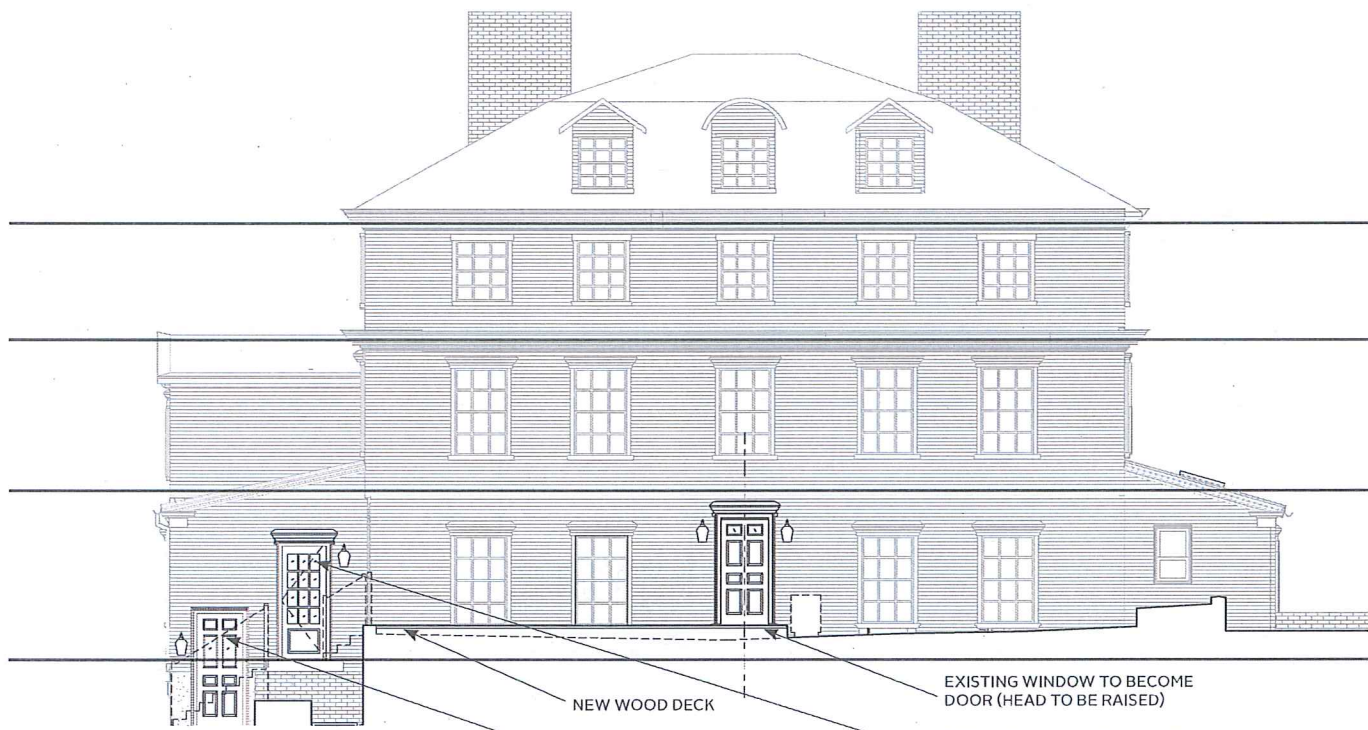 NEW WOOD DECK
EXISTING WINDOW TO BECOME
DOOR (HEAD TO BE RAISED)